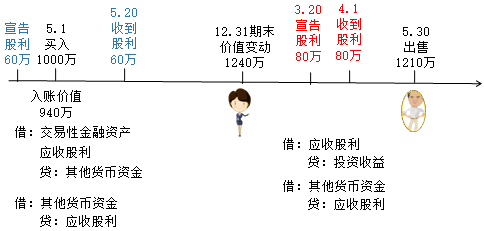 宣告
股利
60万
5.1
买入
1000万
5.20
收到
股利
60万
12.31期末
价值变动
1240万
3.20
宣告
股利
80万
4.1
收到
股利
80万
5.30
出售
1210万
入账价值
940万
借：交易性金融资产
应收股利
贷：其他货币资金
借：其他货币资金
贷：应收股利
借：应收股利
贷：投资收益
借：其他货币资金
贷：应收股利